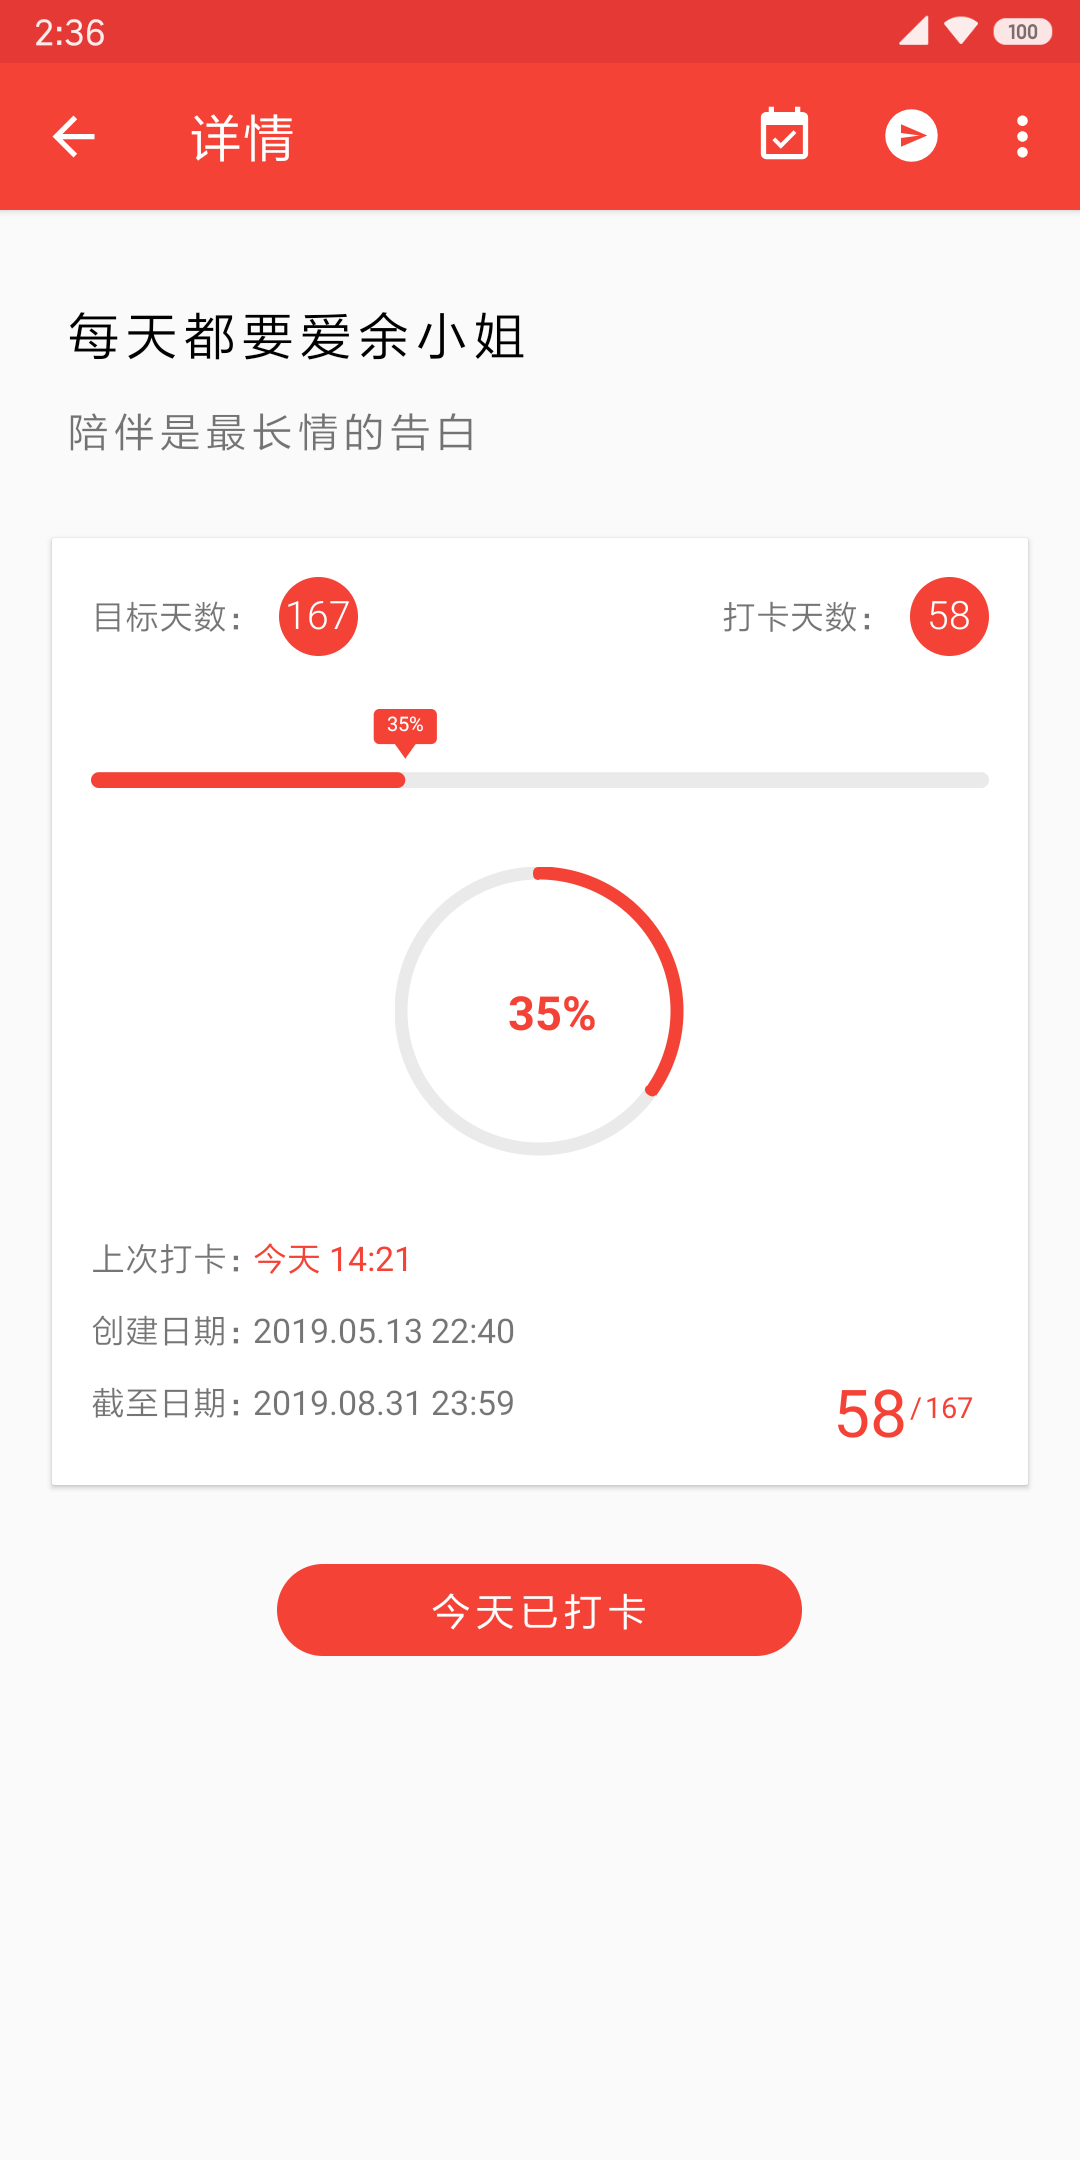 2:36
100
详情
每天都要爱余小姐
陪伴是最长情的告白
目标天数： 167 打卡天数： 58
35%
35%
上次打卡：今天 14:21
创建日期：2019.05.13 22:40
截至日期：2019.08.31 23:59
58/167
今天已打卡